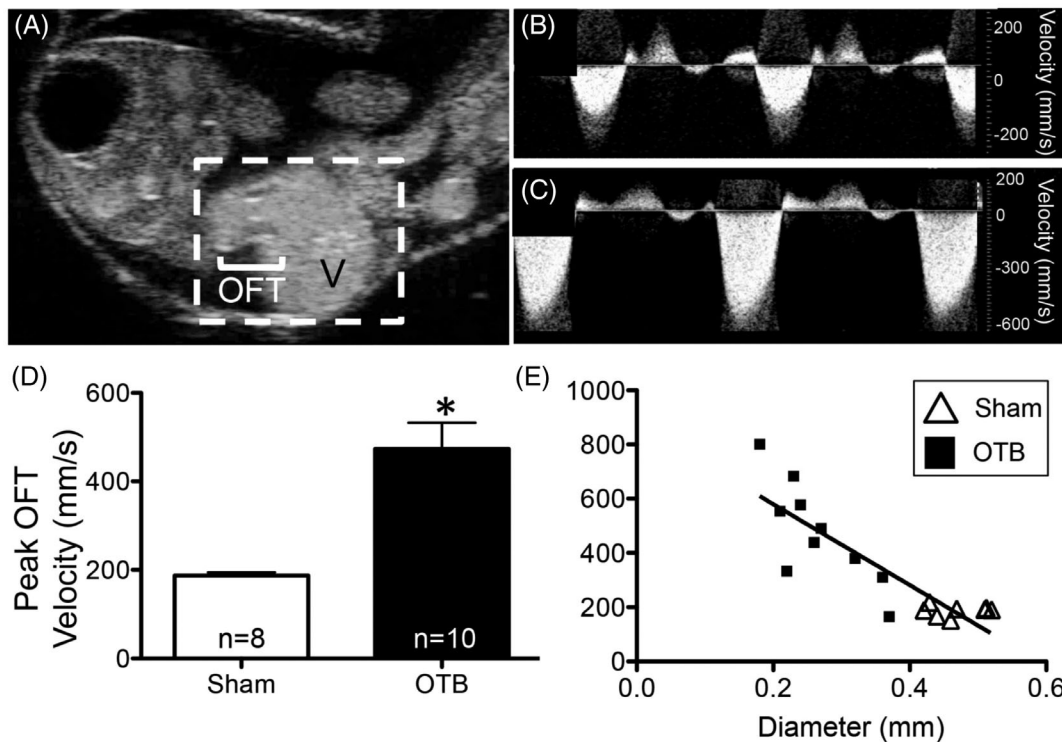 (A)
OFT
V
(B)
200
0
-200
Velocity (mm/s)
(C)
200
0
-300
-600
Velocity (mm/s)
(D)
Peak OFT
Velocity (mm/s)
600
400
200
0
n=8
*
n=10
Sham
OTB
(E)
1000
800
600
400
200
0
0.0
0.2
0.4
0.6
Diameter (mm)
Sham
OTB